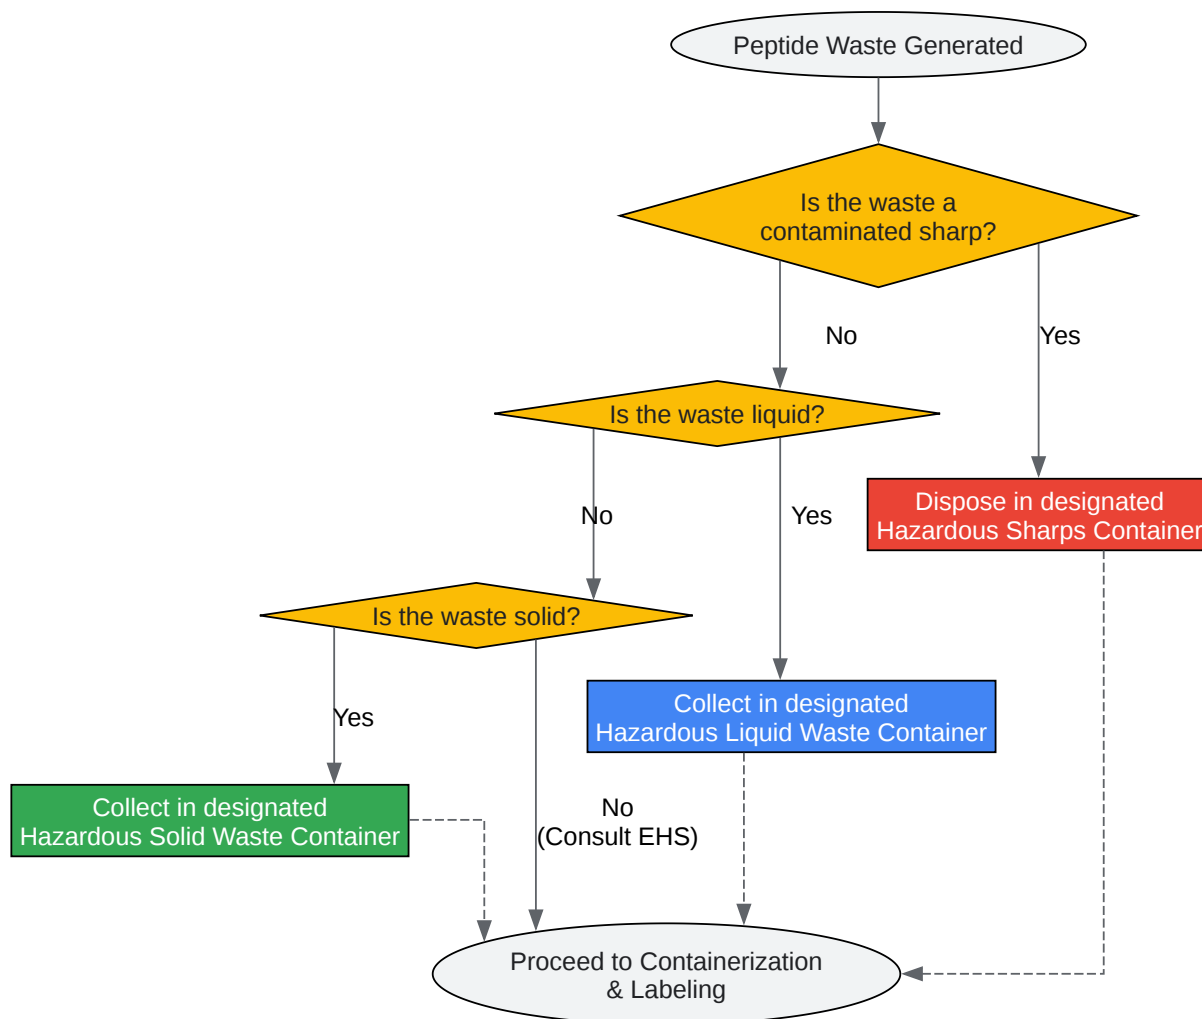 Peptide Waste Generated
Is the waste a
contaminated sharp?
No
Yes
Is the waste liquid?
No
Yes
Dispose in designated
Hazardous Sharps Container
Is the waste solid?
Yes
Collect in designated
Hazardous Liquid Waste Container
Collect in designated
Hazardous Solid Waste Container
No
(Consult EHS)
Proceed to Containerization
& Labeling